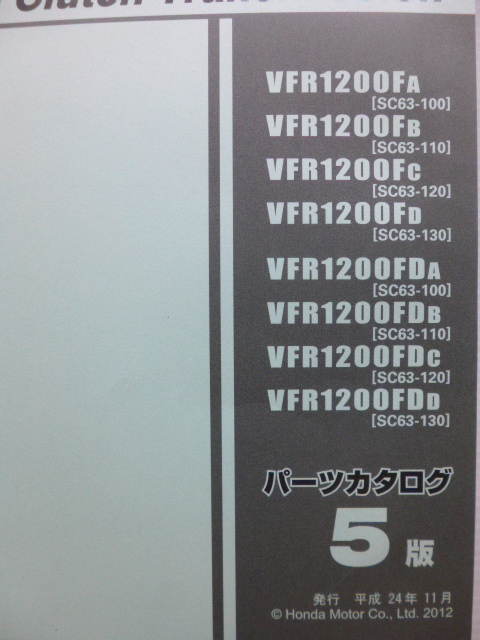 Clutch
VFR1200FA
[SC63-100]
VFR1200FB
[SC63-110]
VFR1200FC
[SC63-120]
VFR1200FD
[SC63-130]
VFR1200FDA
[SC63-100]
VFR1200FDB
[SC63-110]
VFR1200FDC
[SC63-120]
VFR1200FDD
[SC63-130]
パーツカタログ
5版
発行 平成 24年 11月
© Honda Motor Co., Ltd. 2012